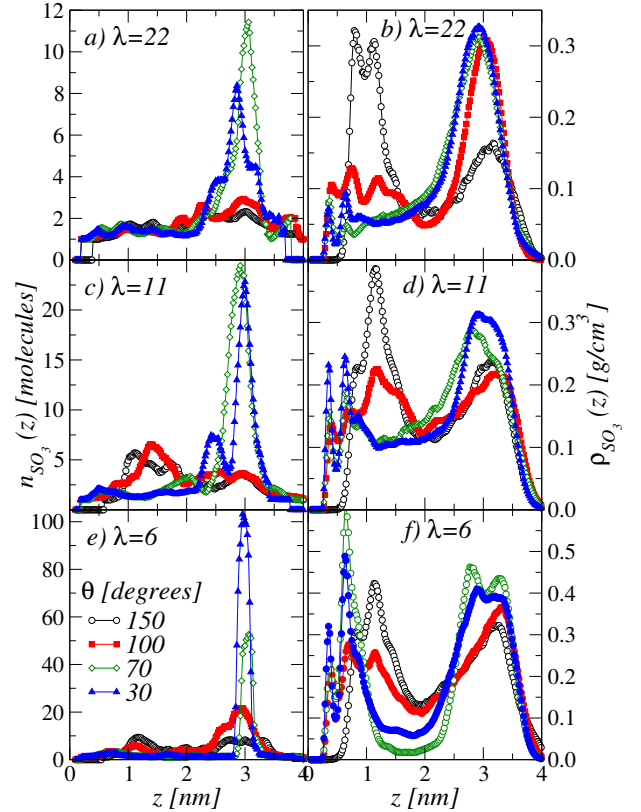 12
10
8
6
4
2
0
a) λ=22
b) λ=22
0.3
0.2
0.1
0.0
20
15
10
5
0
c) λ=11
d) λ=11
0.3
0.2
0.1
0.0
n_SO₃ (z) [molecules]
ρ_SO₃ (z) [g/cm³]
100
80
60
40
20
0
e) λ=6
f) λ=6
0.5
0.4
0.3
0.2
0.1
0.0
θ [degrees]
150
100
70
30
0 1 2 3 4
0 1 2 3 4
z [nm]
z [nm]